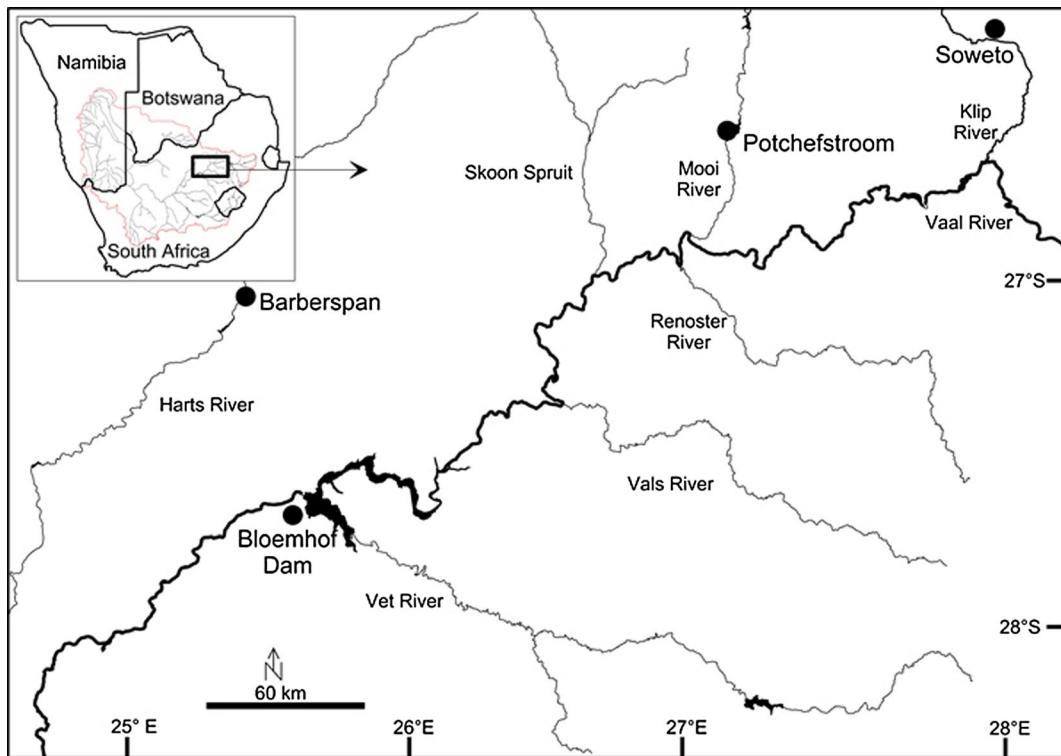 Namibia
Botswana
South Africa
Soweto
Klip
River
Potchefstroom
Skoon Spruit
Mooi
River
Vaal River
27°S
Barberspan
Renoster
River
Harts River
Vals River
Bloemhof
Dam
Vet River
28°S
N
60 km
25° E
26°E
27°E
28°E